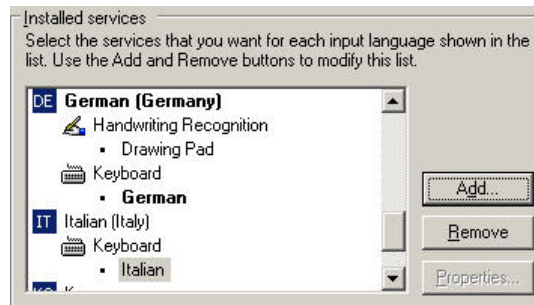 Installed services
Select the services that you want for each input language shown in the
list. Use the Add and Remove buttons to modify this list.
DE German (Germany)
Handwriting Recognition
Drawing Pad
Keyboard
German
IT Italian (Italy)
Keyboard
Italian
Add...
Remove
Properties...